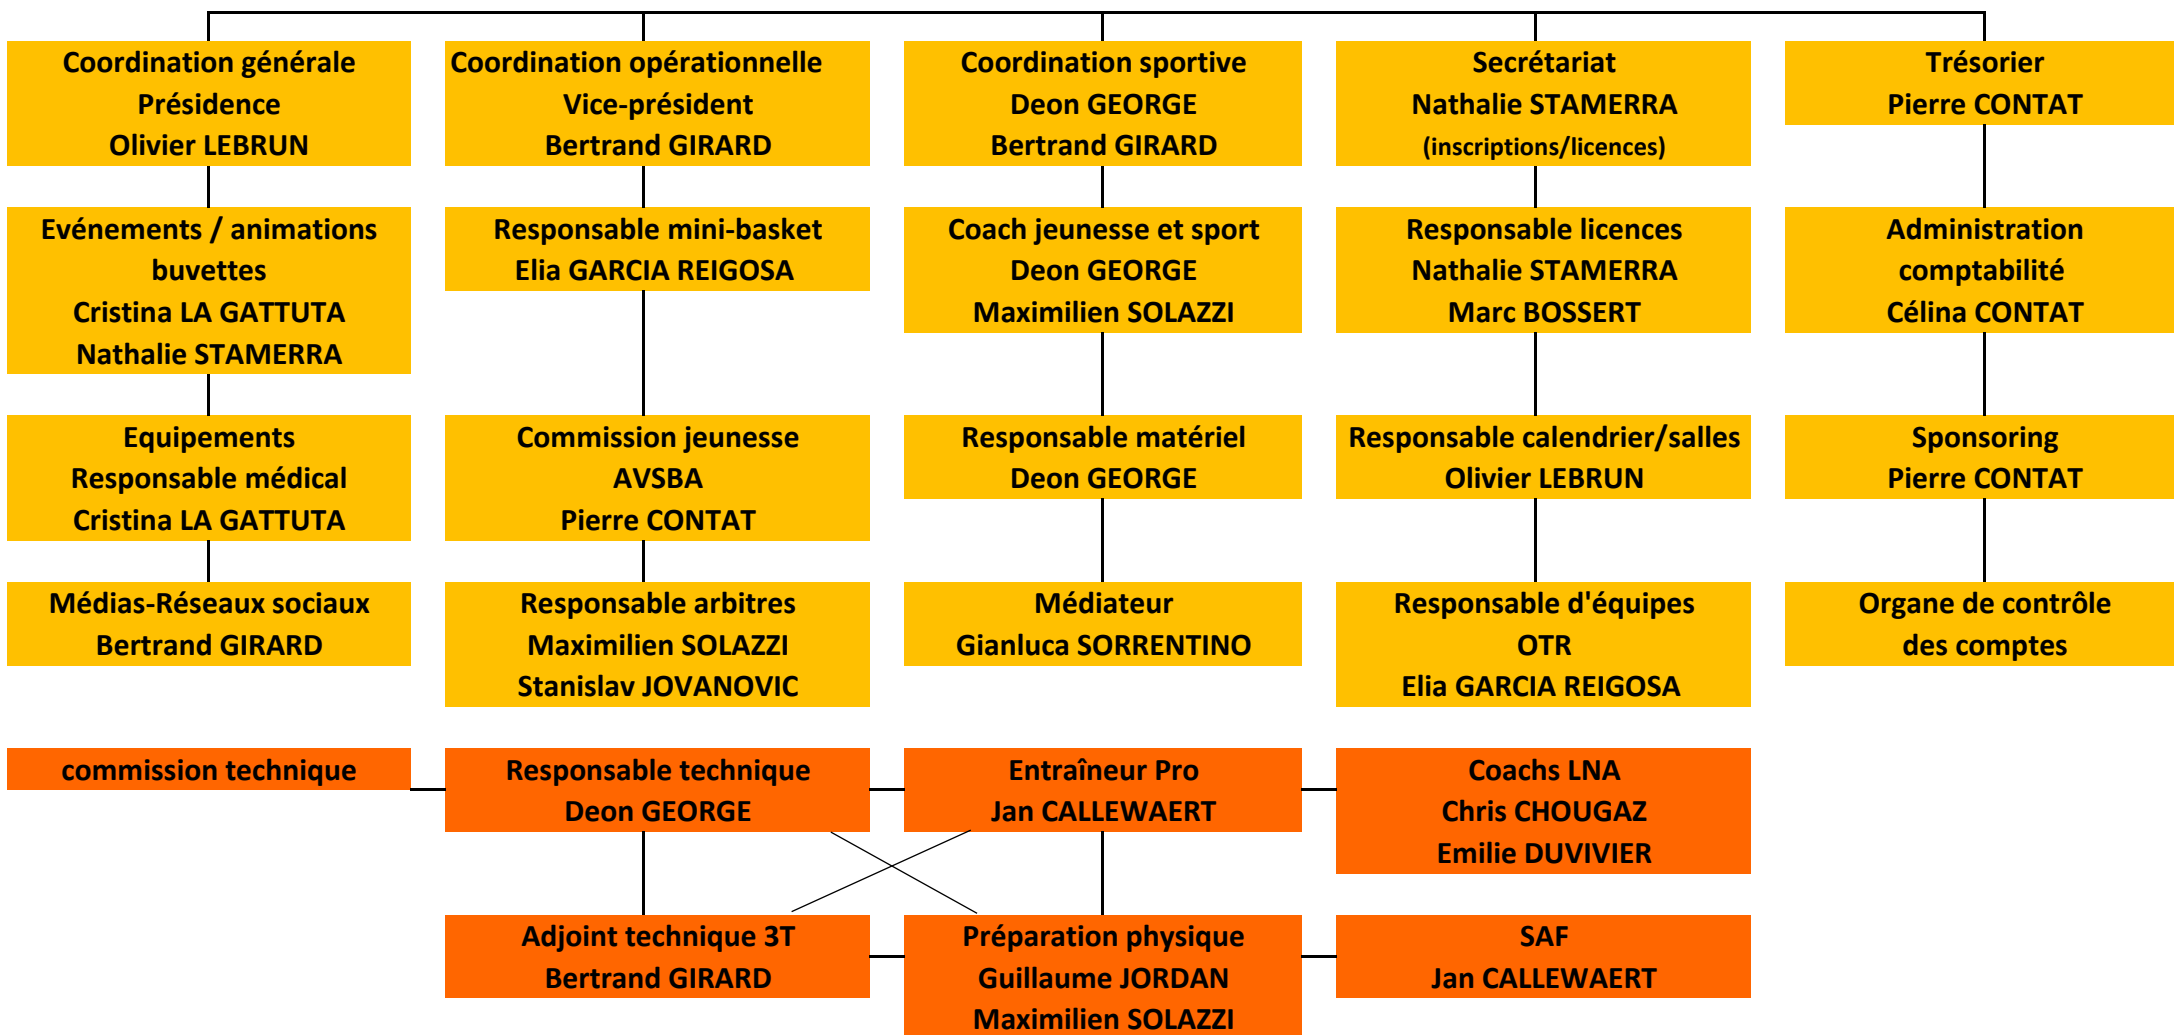 Coordination générale
Présidence
Olivier LEBRUN
Coordination opérationnelle
Vice-président
Bertrand GIRARD
Coordination sportive
Deon GEORGE
Bertrand GIRARD
Secrétariat
Nathalie STAMERRA
(inscriptions/licences)
Trésorier
Pierre CONTAT
Evénements / animations
buvettes
Cristina LA GATTUTA
Nathalie STAMERRA
Responsable mini-basket
Elia GARCIA REIGOSA
Coach jeunesse et sport
Deon GEORGE
Maximilien SOLAZZI
Responsable licences
Nathalie STAMERRA
Marc BOSSERT
Administration
comptabilité
Célina CONTAT
Equipements
Responsable médical
Cristina LA GATTUTA
Commission jeunesse
AVSBA
Pierre CONTAT
Responsable matériel
Deon GEORGE
Responsable calendrier/salles
Olivier LEBRUN
Sponsoring
Pierre CONTAT
Médias-Réseaux sociaux
Bertrand GIRARD
Responsable arbitres
Maximilien SOLAZZI
Stanislav JOVANOVIC
Médiateur
Gianluca SORRENTINO
Responsable d'équipes
OTR
Elia GARCIA REIGOSA
Organe de contrôle
des comptes
commission technique
Responsable technique
Deon GEORGE
Entraîneur Pro
Jan CALLEWAERT
Coachs LNA
Chris CHOUGAZ
Emilie DUVIVIER
Adjoint technique 3T
Bertrand GIRARD
Préparation physique
Guillaume JORDAN
Maximilien SOLAZZI
SAF
Jan CALLEWAERT